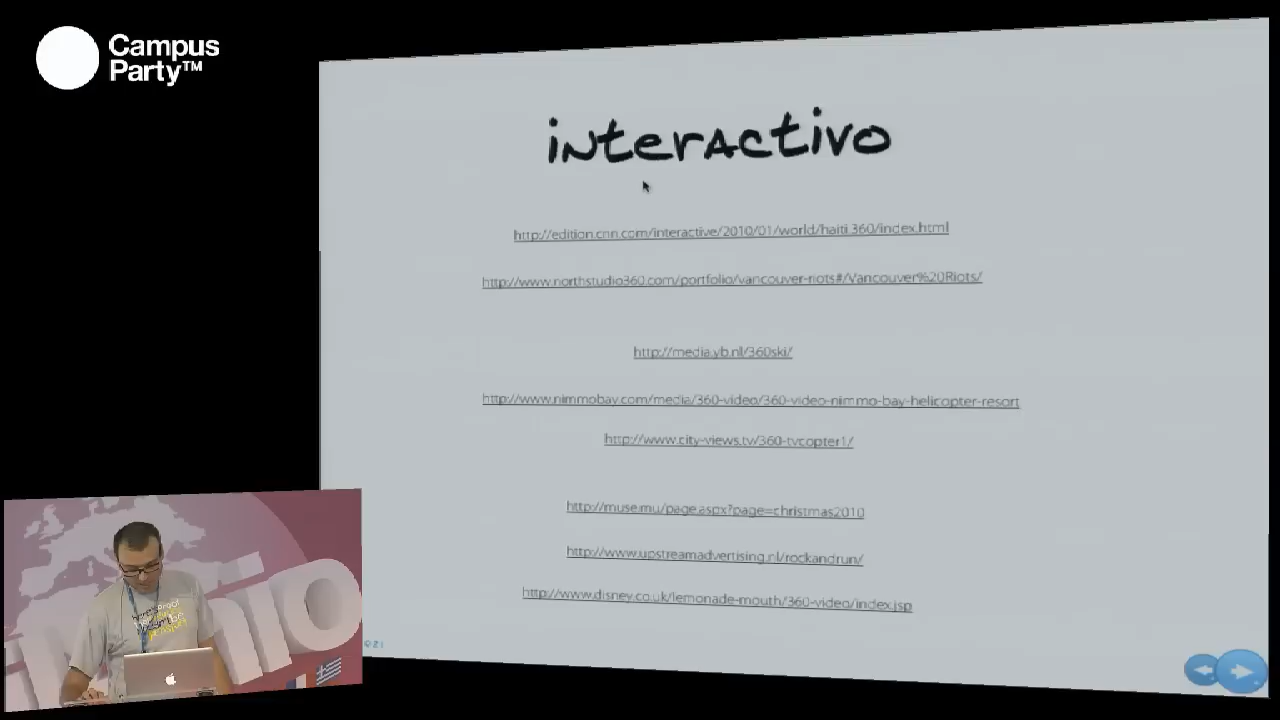 Campus
Party™
interactivo
http://edition.cnn.com/interactive/2010/01/world/haiti.360/index.html
http://www.northstudio360.com/portfolio/vancouver-riots#/Vancouver%20Riots/
http://media.yb.nl/360ski/
http://www.nimmobay.com/media/360-video/360-video-nimmo-bay-helicopter-resort
http://www.city-views.tv/360-tvcopter1/
http://muse.mu/page.aspx?page=christmas2010
http://www.upstreamadvertising.nl/rockandrun/
http://www.disney.co.uk/lemonade-mouth/360-video/index.jsp